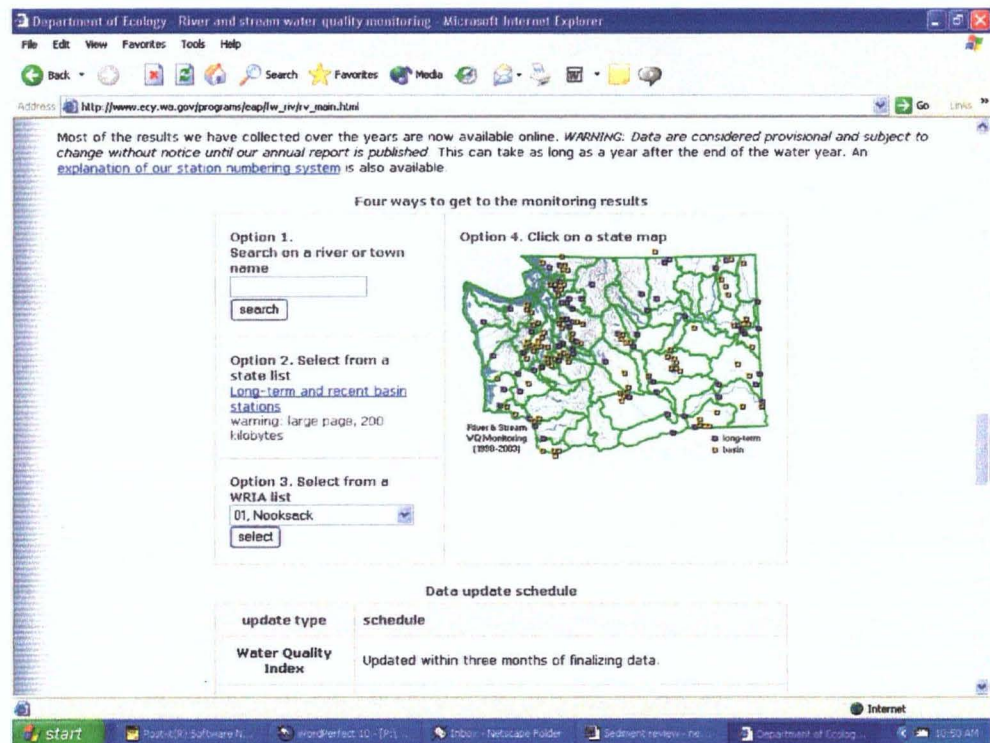 Department of Ecology - River and stream water quality monitoring - Microsoft Internet Explorer
File Edit View Favorites Tools Help
Back Search Favorites Media
Address http://www.ecy.wa.gov/programs/eap/fw_riv/rv_main.html Go Links »
Most of the results we have collected over the years are now available online. WARNING: Data are considered provisional and subject to
change without notice until our annual report is published. This can take as long as a year after the end of the water year. An
explanation of our station numbering system is also available
Four ways to get to the monitoring results
Option 1.
Search on a river or town
name
search
Option 2. Select from a
state list
Long-term and recent basin
stations
warning: large page, 200
kilobytes
Option 3. Select from a
WRIA list
01, Nooksack
select
Option 4. Click on a state map
River & Stream
WQ Monitoring
(1990-2003)
long-term
basin
Data update schedule
update type schedule
Water Quality
Index
Updated within three months of finalizing data.
Internet
start Post-it(R) Software N... WordPerfect 10 - [P:\... Inbox - Netscape Folder Sediment review - ne... Department of Ecolog... 10:50 AM